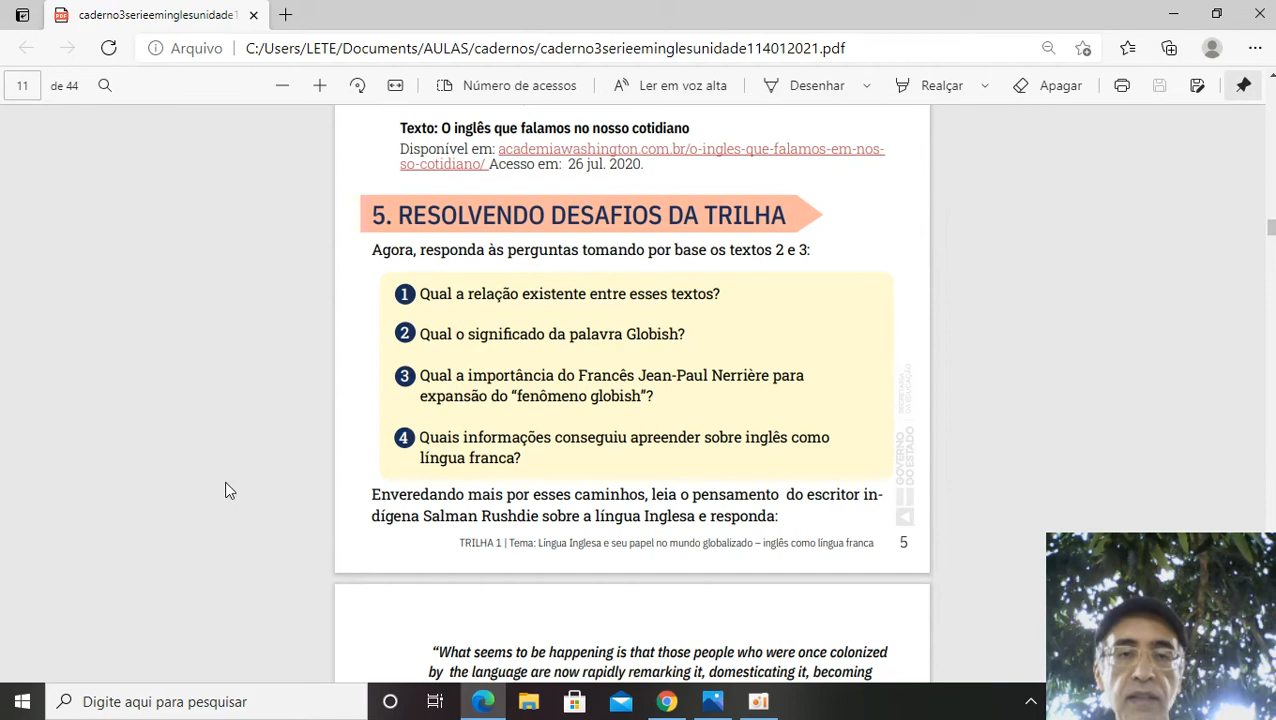 caderno3serieeminglesunidade1
Arquivo
C:/Users/LETE/Documents/AULAS/cadernos/caderno3serieeminglesunidade114012021.pdf
11
de 44
Número de acessos
Ler em voz alta
Desenhar
Realçar
Apagar
Texto: O inglês que falamos no nosso cotidiano
Disponível em: academiawashington.com.br/o-ingles-que-falamos-em-nos-
so-cotidiano/ Acesso em: 26 jul. 2020.
5. RESOLVENDO DESAFIOS DA TRILHA
Agora, responda às perguntas tomando por base os textos 2 e 3:
1 Qual a relação existente entre esses textos?
2 Qual o significado da palavra Globish?
3 Qual a importância do Francês Jean-Paul Nerrière para
expansão do “fenômeno globish”?
4 Quais informações conseguiu apreender sobre inglês como
língua franca?
SECRETARIA
DA EDUCAÇÃO
GOVERNO
DO ESTADO
Enveredando mais por esses caminhos, leia o pensamento do escritor in-
dígena Salman Rushdie sobre a língua Inglesa e responda:
TRILHA 1 | Tema: Língua Inglesa e seu papel no mundo globalizado – inglês como língua franca
5
“What seems to be happening is that those people who were once colonized
by the language are now rapidly remarking it, domesticating it, becoming
Digite aqui para pesquisar